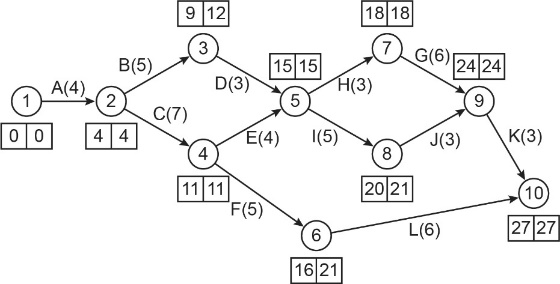 9 12
18 18
3
7
B(5)
G(6)
15 15
24 24
A(4)
D(3)
H(3)
1
2
5
9
C(7)
E(4)
I(5)
J(3)
K(3)
0 0
4 4
4
8
11 11
20 21
10
F(5)
L(6)
6
27 27
16 21